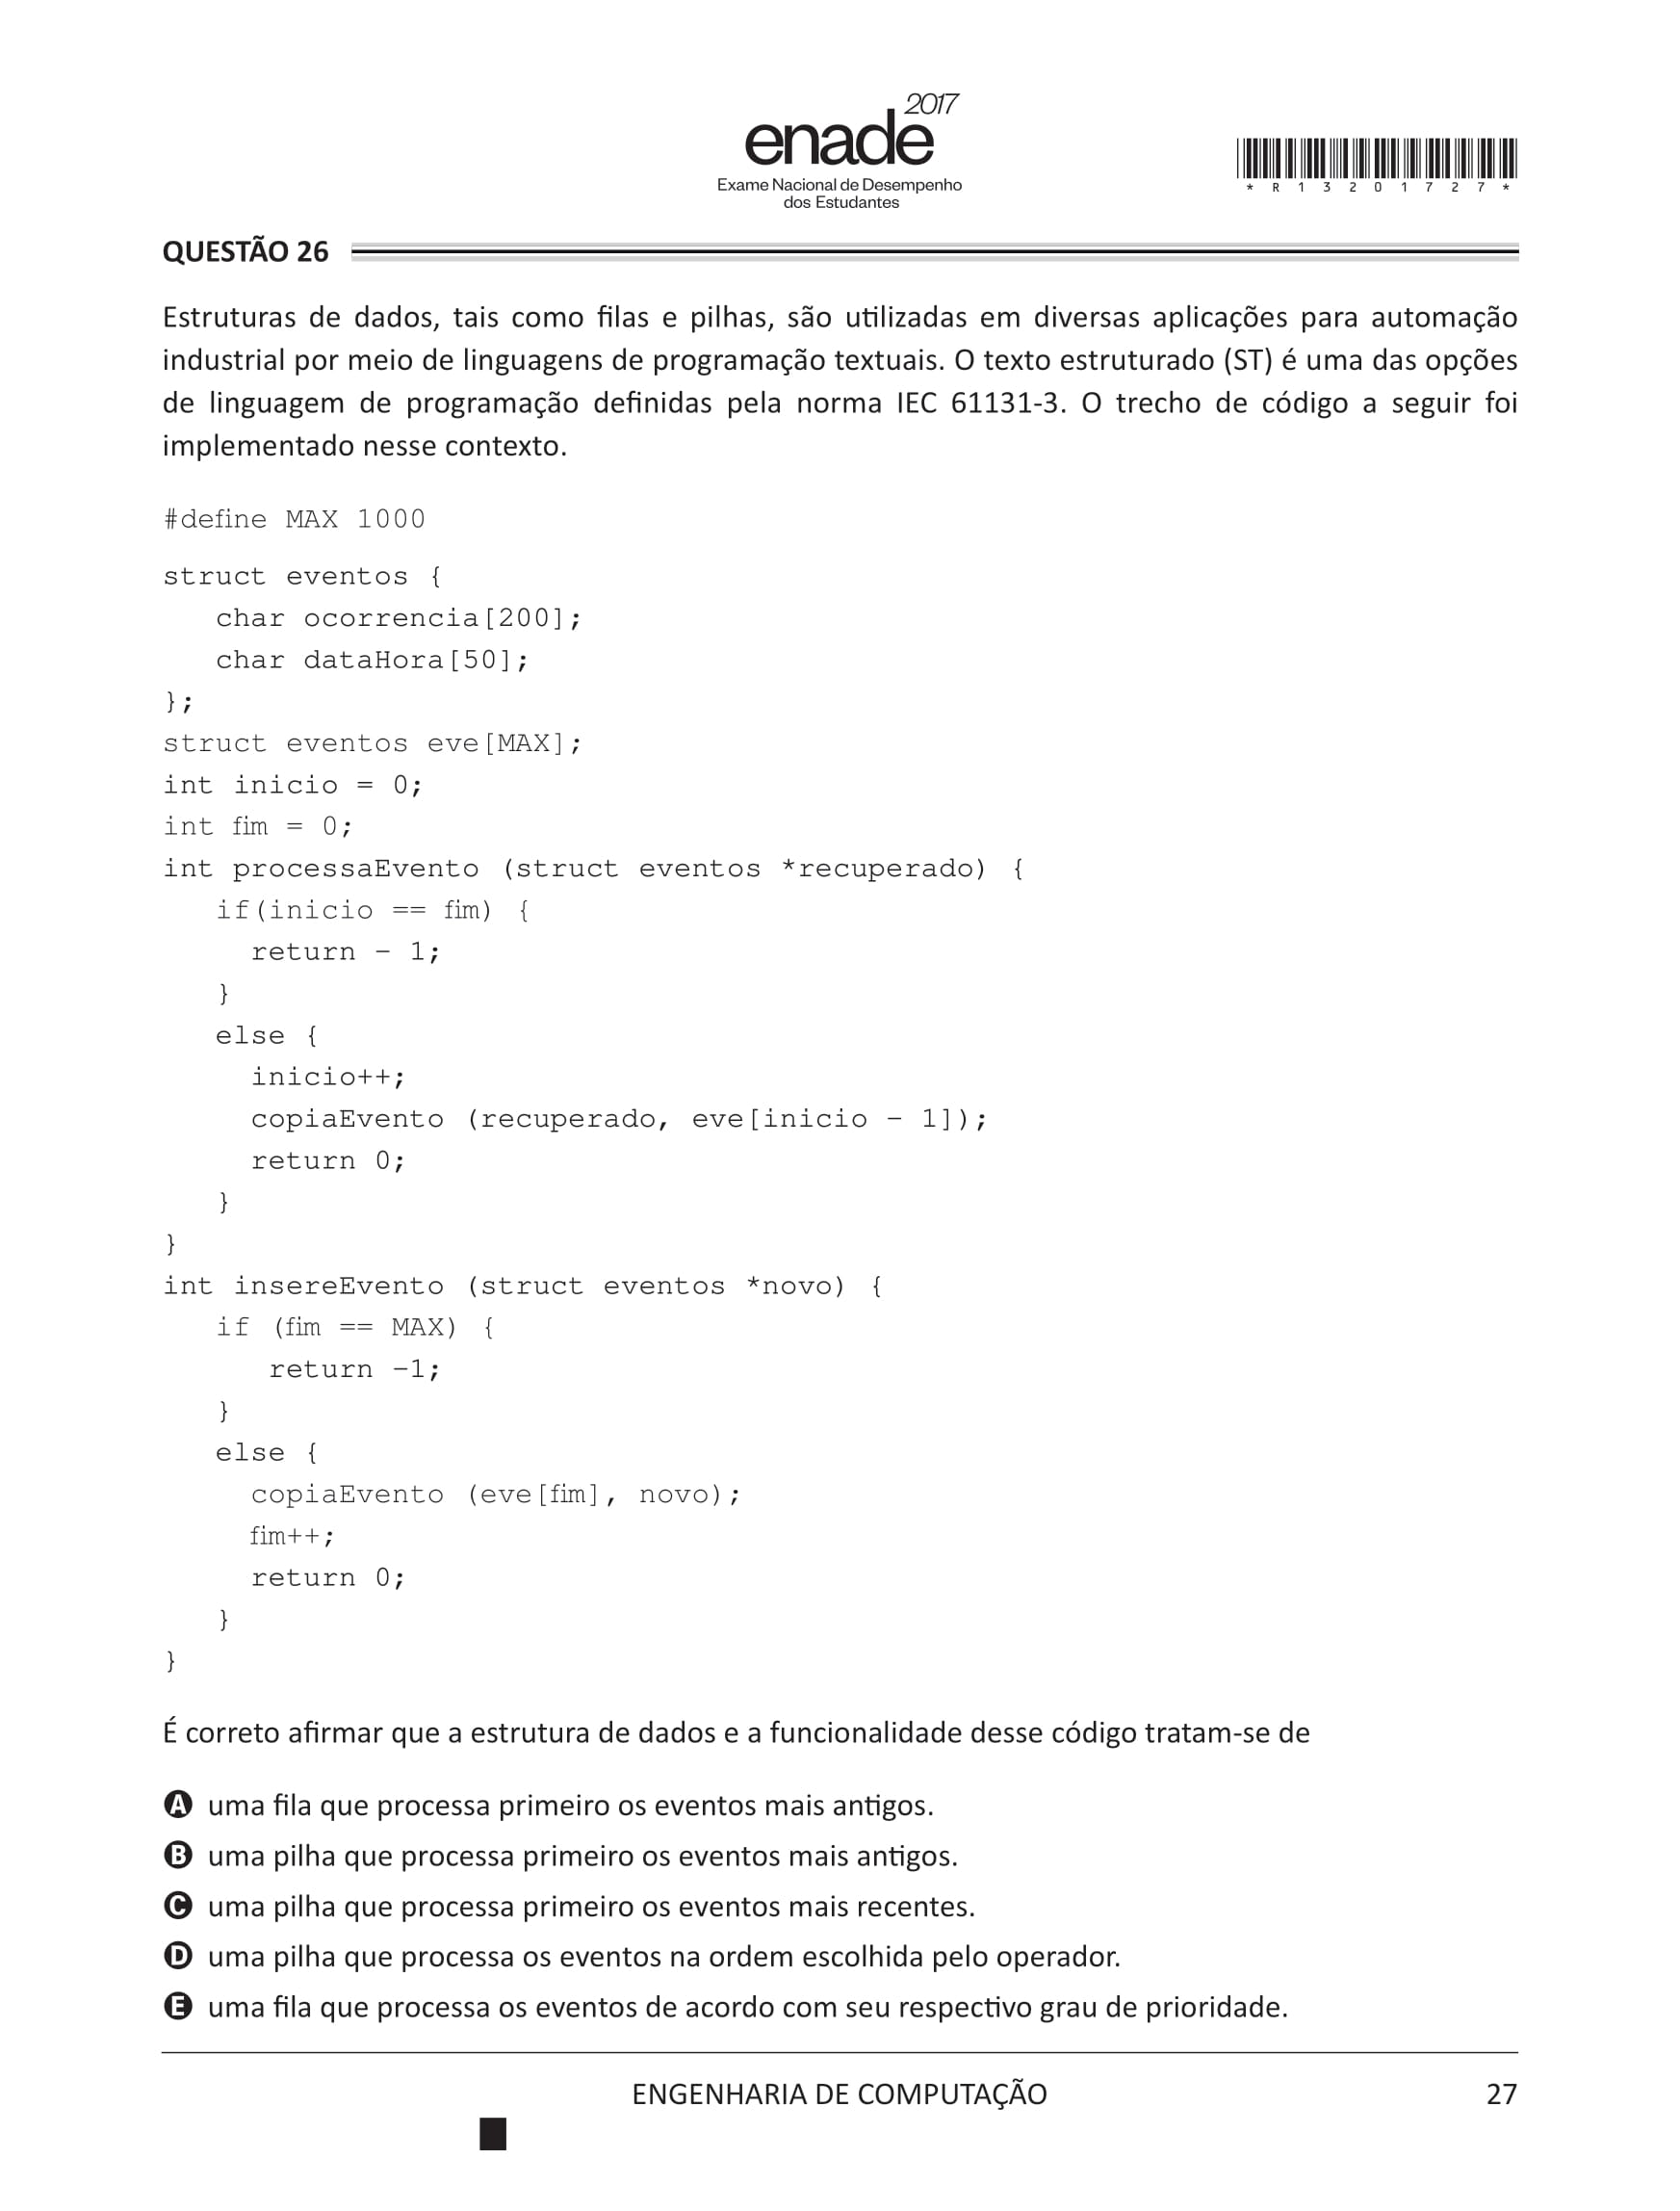 2017
enade
Exame Nacional de Desempenho
dos Estudantes
*R13201727*
QUESTÃO 26
Estruturas de dados, tais como filas e pilhas, são utilizadas em diversas aplicações para automação
industrial por meio de linguagens de programação textuais. O texto estruturado (ST) é uma das opções
de linguagem de programação definidas pela norma IEC 61131-3. O trecho de código a seguir foi
implementado nesse contexto.
#define MAX 1000
struct eventos {
   char ocorrencia[200];
   char dataHora[50];
};
struct eventos eve[MAX];
int inicio = 0;
int fim = 0;
int processaEvento (struct eventos *recuperado) {
   if(inicio == fim) {
     return - 1;
   }
   else {
     inicio++;
     copiaEvento (recuperado, eve[inicio - 1]);
     return 0;
   }
}
int insereEvento (struct eventos *novo) {
   if (fim == MAX) {
      return -1;
   }
   else {
     copiaEvento (eve[fim], novo);
     fim++;
     return 0;
   }
}
É correto afirmar que a estrutura de dados e a funcionalidade desse código tratam-se de
A uma fila que processa primeiro os eventos mais antigos.
B uma pilha que processa primeiro os eventos mais antigos.
C uma pilha que processa primeiro os eventos mais recentes.
D uma pilha que processa os eventos na ordem escolhida pelo operador.
E uma fila que processa os eventos de acordo com seu respectivo grau de prioridade.
ENGENHARIA DE COMPUTAÇÃO
27